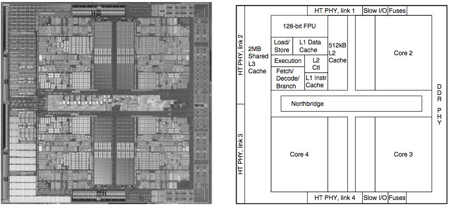 HT PHY, link 1
Slow I/O
Fuses
HT PHY, link 2
2MB
Shared
L3
Cache
128-bit FPU
Load/
Store
L1 Data
Cache
Execution
L2
Ctl
Fetch/
Decode/
Branch
L1 Instr
Cache
512kB
L2
Cache
Core 2
Northbridge
DDR PHY
HT PHY, link 3
Core 4
Core 3
HT PHY, link 4
Slow I/O
Fuses